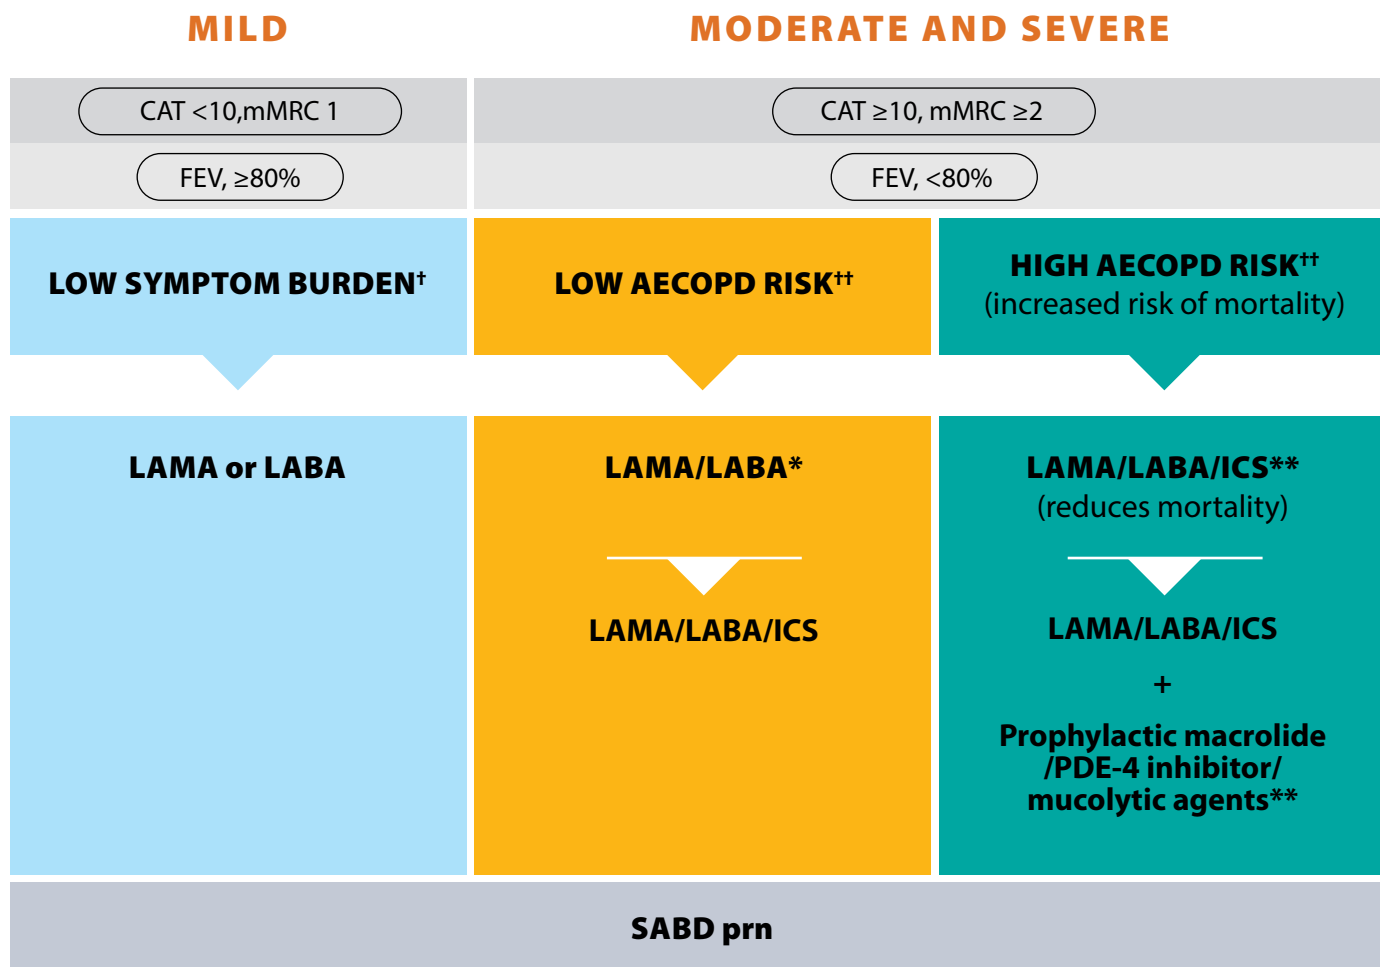 MILD
MODERATE AND SEVERE
CAT <10,mMRC 1
CAT ≥10, mMRC ≥2
FEV, ≥80%
FEV, <80%
LOW SYMPTOM BURDEN†
LOW AECOPD RISK††
HIGH AECOPD RISK††
(increased risk of mortality)
LAMA or LABA
LAMA/LABA*
LAMA/LABA/ICS
LAMA/LABA/ICS**
(reduces mortality)
LAMA/LABA/ICS
+
Prophylactic macrolide
/PDE-4 inhibitor/
mucolytic agents**
SABD prn